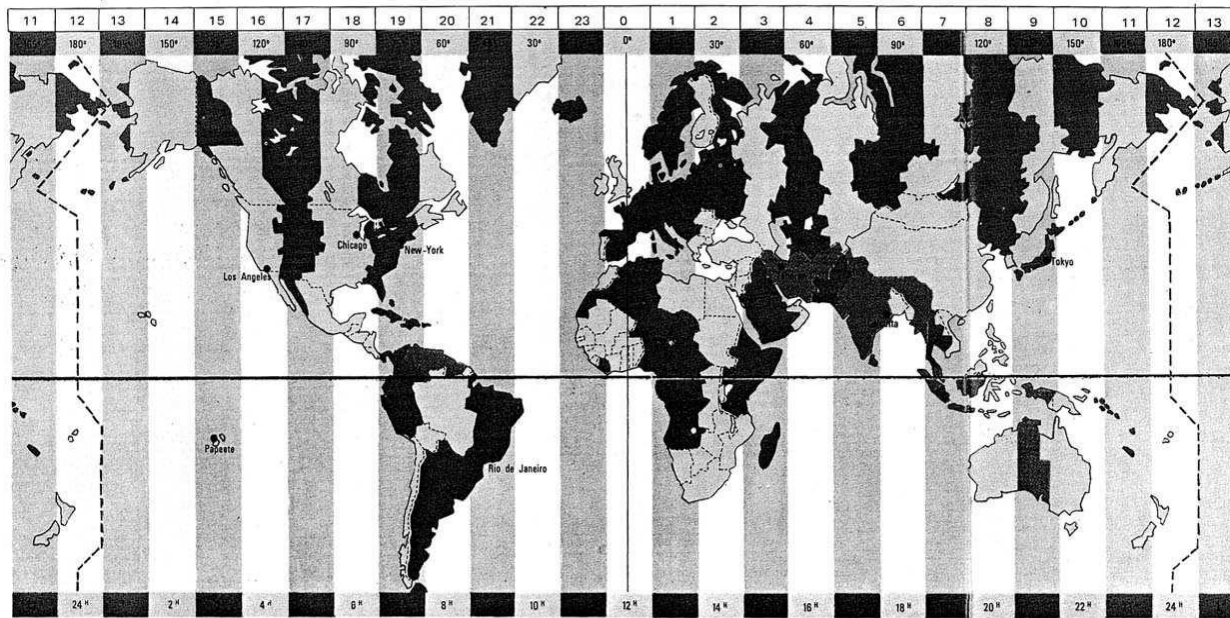 11 12 13 14 15 16 17 18 19 20 21 22 23 0 1 2 3 4 5 6 7 8 9 10 11 12 13
180° 150° 120° 90° 60° 30° 0° 30° 60° 90° 120° 150° 180°
Chicago
New-York
Los Angeles
Tokyo
Papeete
Rio de Janeiro
24 H 2 H 4 H 6 H 8 H 10 H 12 H 14 H 16 H 18 H 20 H 22 H 24 H